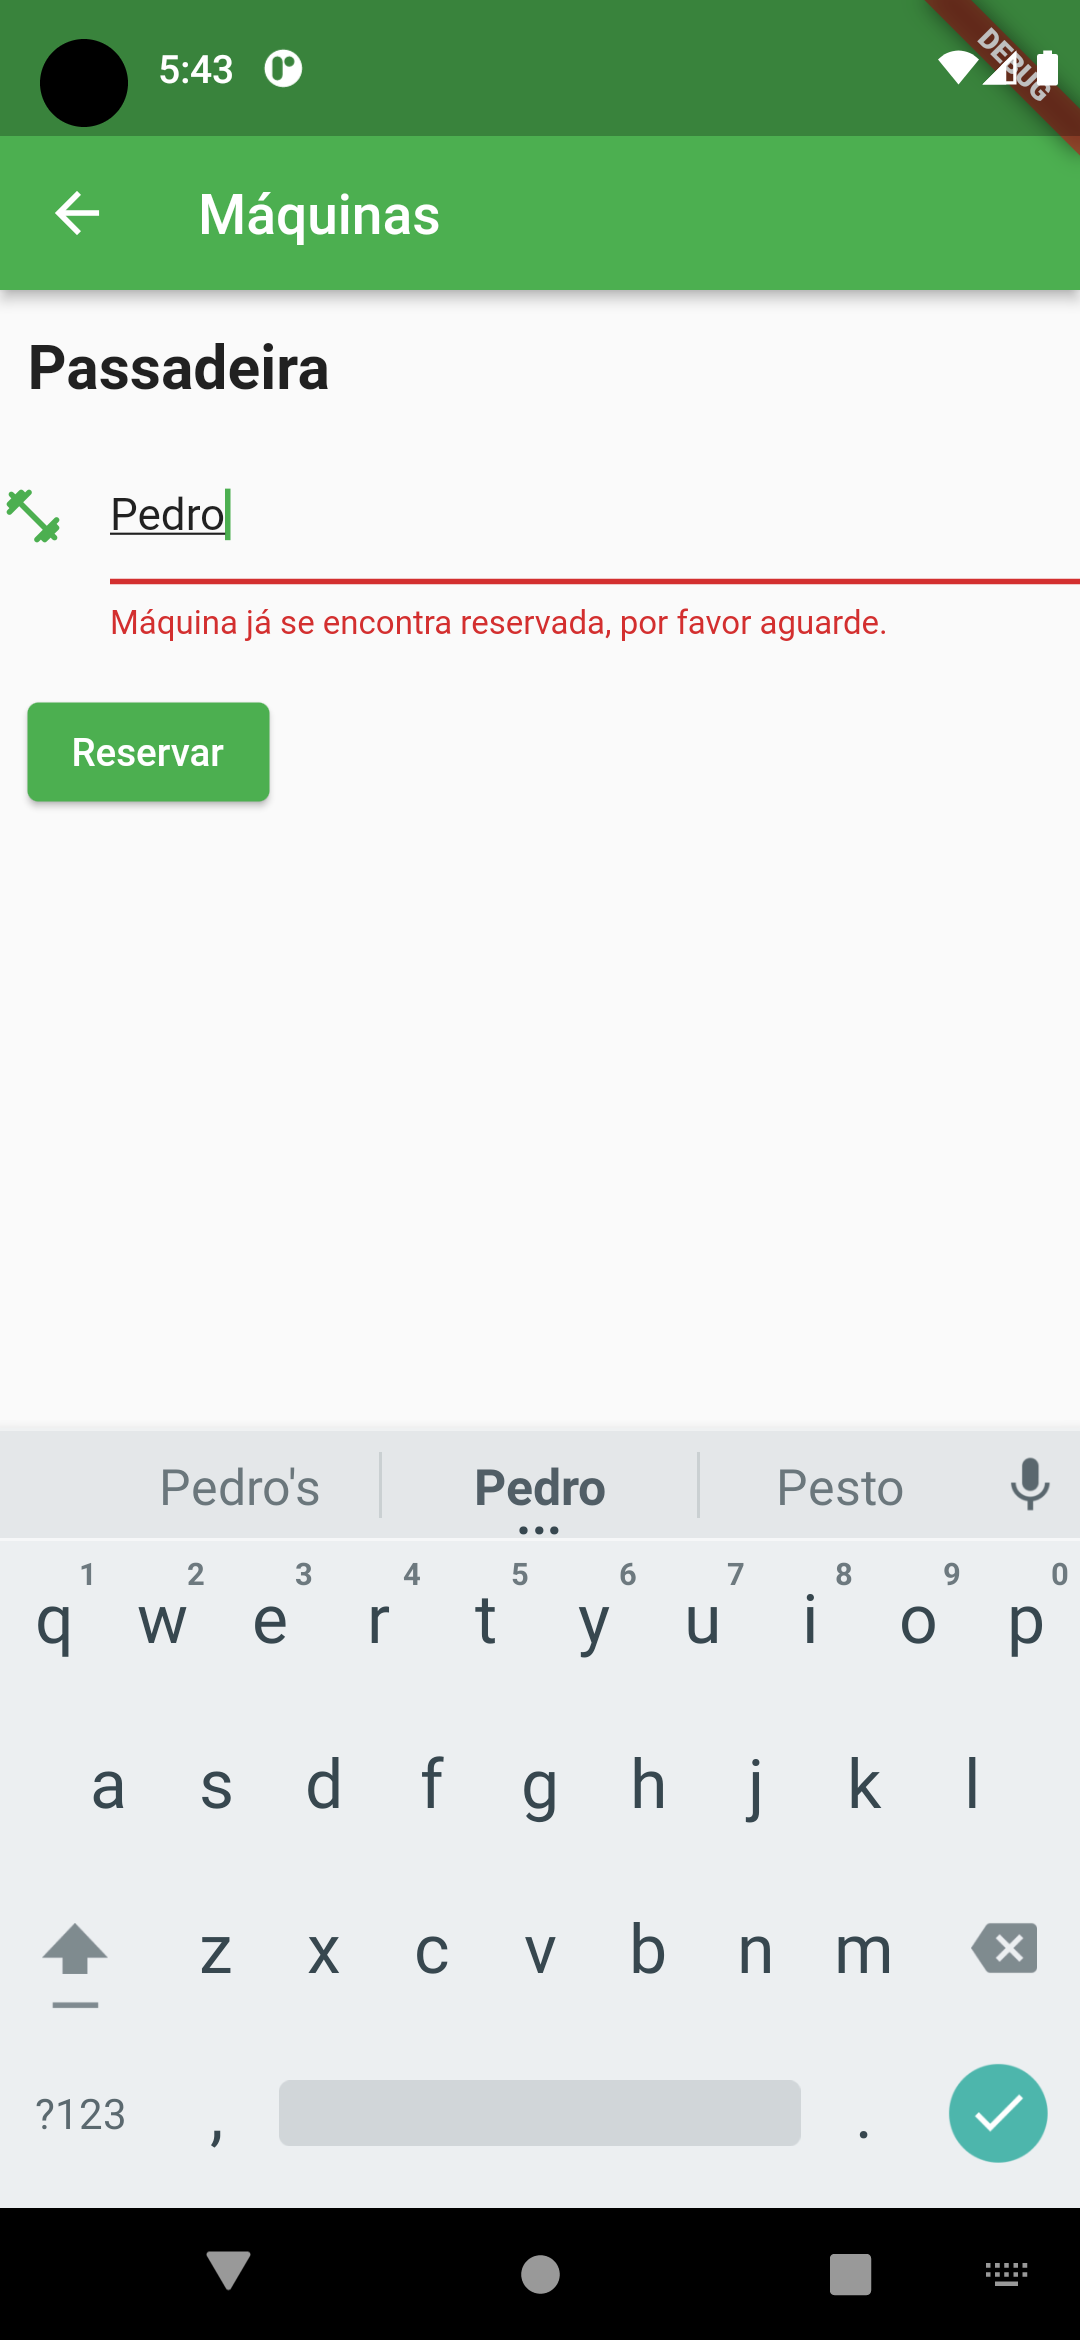 5:43
DEBUG
Máquinas
Passadeira
Pedro
Máquina já se encontra reservada, por favor aguarde.
Reservar
Pedro's Pedro Pesto
1 2 3 4 5 6 7 8 9 0
q w e r t y u i o p
a s d f g h j k l
z x c v b n m
?123 , .